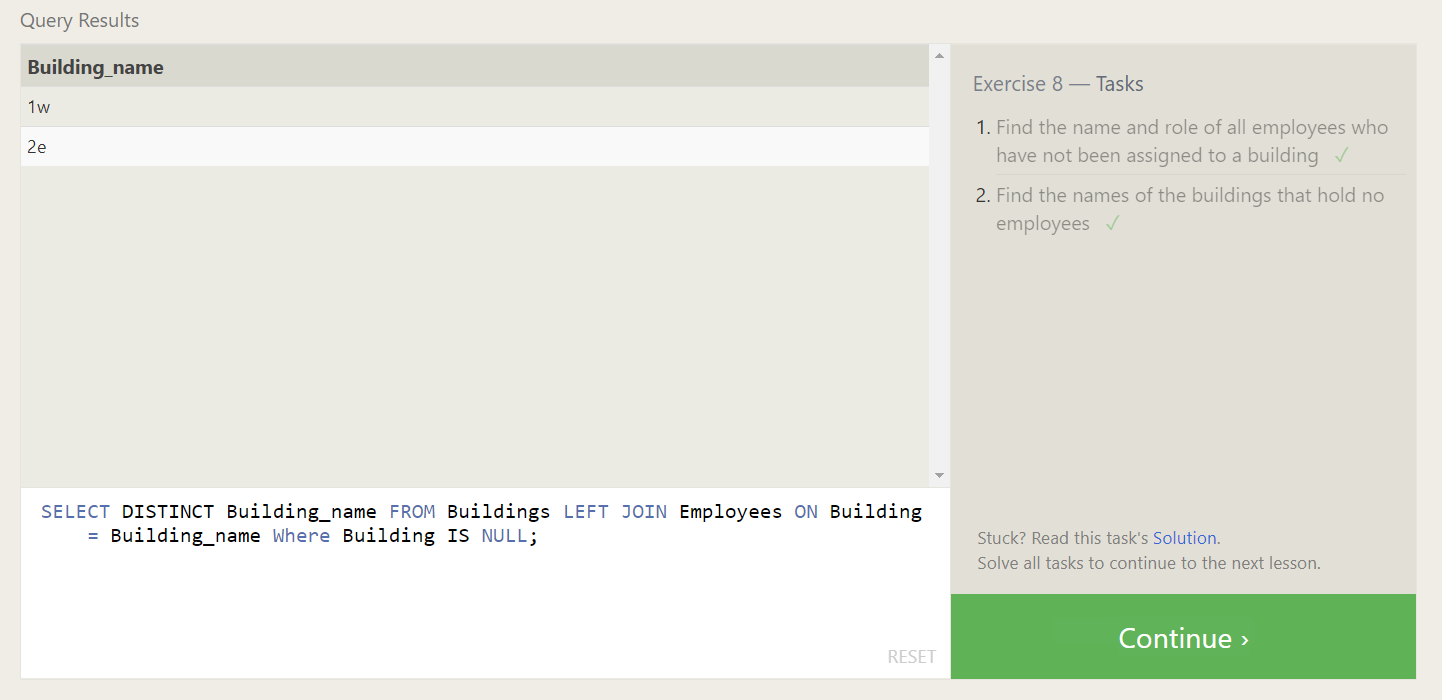 Query Results
Building_name
1w
2e
SELECT DISTINCT Building_name FROM Buildings LEFT JOIN Employees ON Building
= Building_name Where Building IS NULL;
RESET
Exercise 8 — Tasks
1. Find the name and role of all employees who
have not been assigned to a building ✓
2. Find the names of the buildings that hold no
employees ✓
Stuck? Read this task's Solution.
Solve all tasks to continue to the next lesson.
Continue ›